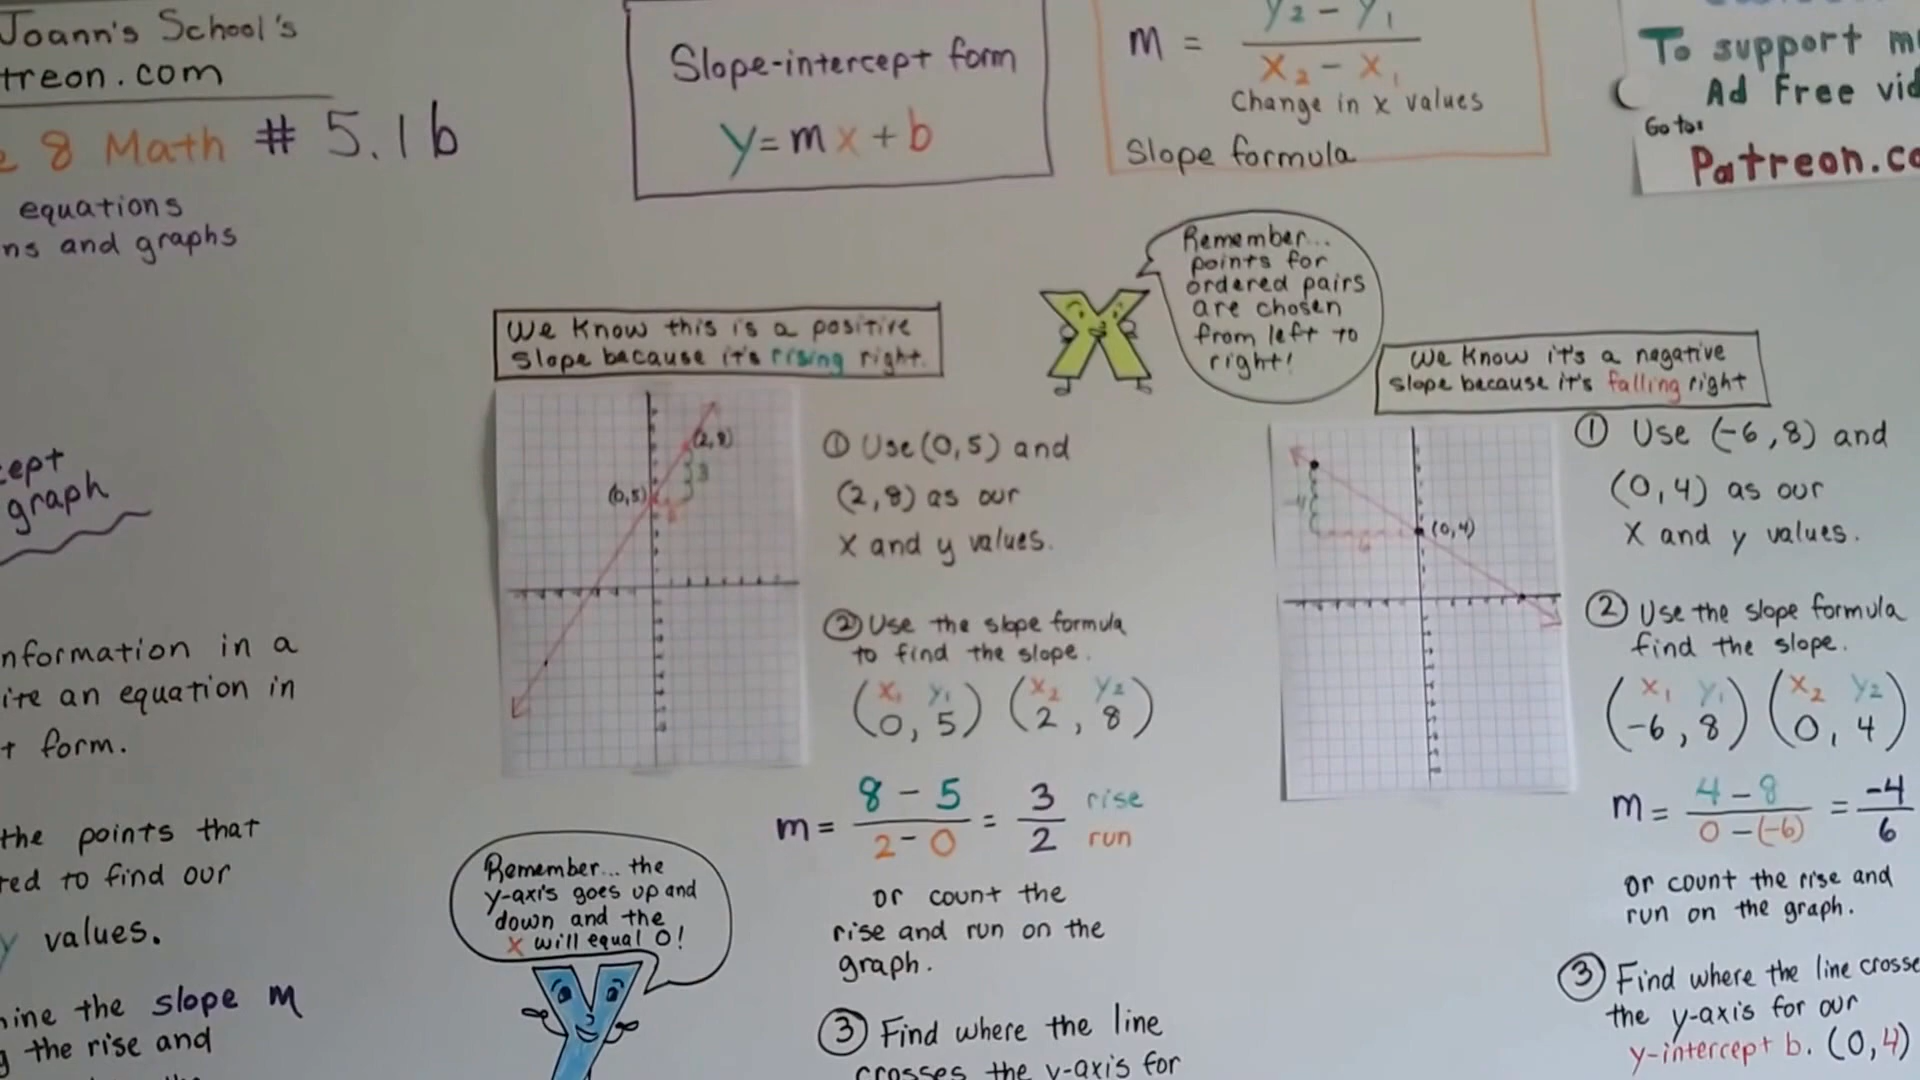 Joann's School's
treon.com
8 Math # 5.1b
equations
ns and graphs
cept
graph
nformation in a
ite an equation in
t form.
the points that
red to find our
y values.
ine the slope m
g the rise and
Slope-intercept form
y=mx+b
m = y₂ - y₁
x₂ - x₁
Change in x values
Slope formula
To support m
Ad Free vid
Go to:
Patreon.co
Remember...
points for
ordered pairs
are chosen
from left to
right!
We know this is a positive
slope because it's rising right.
(2,8)
3
(0,5)
① Use (0,5) and
(2,8) as our
x and y values.
② Use the slope formula
to find the slope.
x₁ y₁ x₂ y₂
(0, 5) (2, 8)
m = 8-5 = 3 rise
2-0 2 run
or count the
rise and run on the
graph.
③ Find where the line
crosses the y-axis for
Remember... the
y-axis goes up and
down and the
x will equal 0!
Y
We know it's a negative
slope because it's falling right
-4
6
(0,4)
① Use (-6,8) and
(0,4) as our
x and y values.
② Use the slope formula
find the slope.
x₁ y₁ x₂ y₂
(-6, 8) (0, 4)
m = 4-8 = -4
0-(-6) 6
or count the rise and
run on the graph.
③ Find where the line crosse
the y-axis for our
y-intercept b. (0,4)